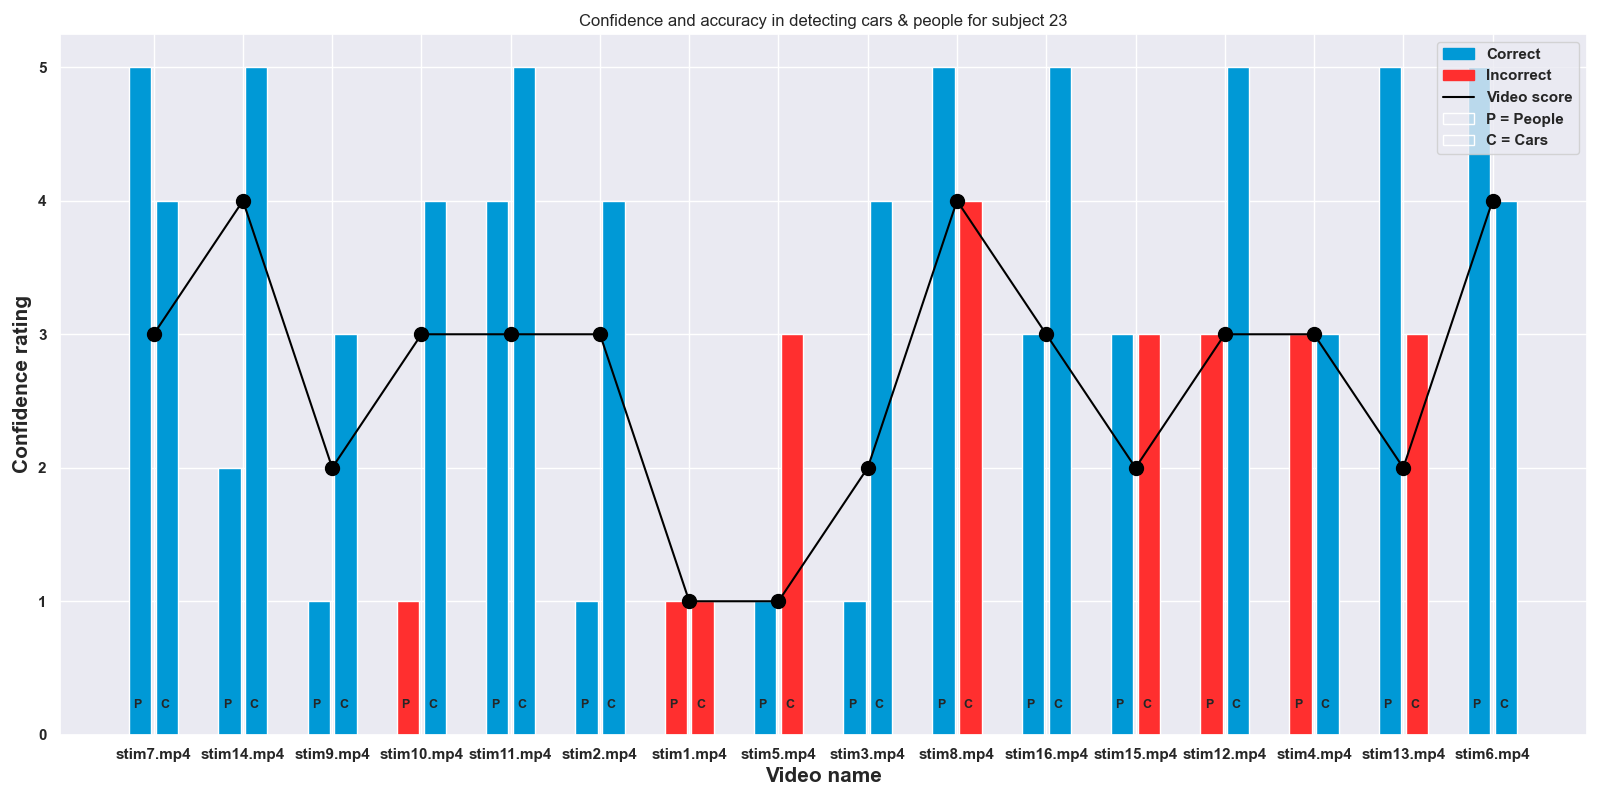 Confidence and accuracy in detecting cars & people for subject 23
Correct
Incorrect
Video score
P = People
C = Cars
Confidence rating
5
4
3
2
1
0
P C P C P C P C P C P C P C P C P C P C P C P C P C P C P C P C
stim7.mp4 stim14.mp4 stim9.mp4 stim10.mp4 stim11.mp4 stim2.mp4 stim1.mp4 stim5.mp4 stim3.mp4 stim8.mp4 stim16.mp4 stim15.mp4 stim12.mp4 stim4.mp4 stim13.mp4 stim6.mp4
Video name